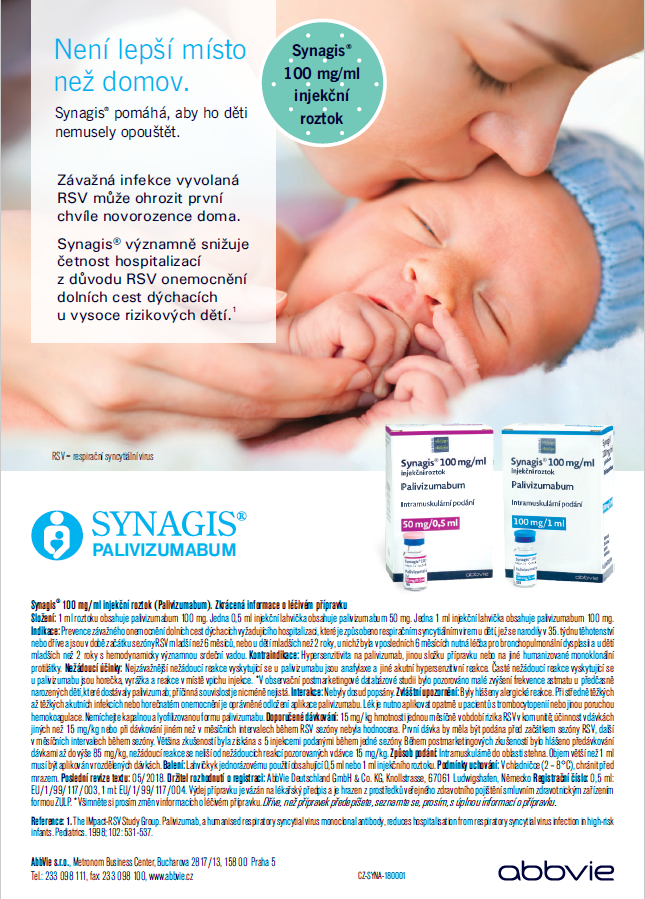 Není lepší místo
než domov.
Synagis® pomáhá, aby ho děti
nemusely opouštět.
Synagis®
100 mg/ml
injekční
roztok
Závažná infekce vyvolaná
RSV může ohrozit první
chvíle novorozence doma.
Synagis® významně snižuje
četnost hospitalizací
z důvodu RSV onemocnění
dolních cest dýchacích
u vysoce rizikových dětí.¹
RSV – respirační syncytiální virus
Synagis® 100 mg/ml
injekční roztok
Palivizumabum
Intramuskulární podání
50 mg/0,5 ml
abbvie
Synagis® 100 mg/ml
injekční roztok
Palivizumabum
Intramuskulární podání
100 mg/1 ml
abbvie
SYNAGIS®
PALIVIZUMABUM
Synagis® 100 mg/ml injekční roztok (Palivizumabum). Zkrácená informace o léčivém přípravku
Složení: 1 ml roztoku obsahuje palivizumabum 100 mg. Jedna 0,5 ml injekční lahvička obsahuje palivizumabum 50 mg. Jedna 1 ml injekční lahvička obsahuje palivizumabum 100 mg.
Indikace: Prevence závažného onemocnění dolních cest dýchacích vyžadujícího hospitalizaci, které je způsobeno respiračním syncytiálním virem u dětí, jež se narodily v 35. týdnu těhotenství
nebo dříve a jsou v době začátku sezóny RSV mladší než 6 měsíců, nebo u dětí mladších než 2 roky, u nichž byla v posledních 6 měsících nutná léčba pro bronchopulmonální dysplasii a u dětí
mladších než 2 roky s hemodynamicky významnou srdeční vadou. Kontraindikace: Hypersenzitivita na palivizumab, jinou složku přípravku nebo na jiné humanizované monoklonální
protilátky. Nežádoucí účinky: Nejzávažnější nežádoucí reakce vyskytující se u palivizumabu jsou anafylaxe a jiné akutní hypersenzitivní reakce. Časté nežádoucí reakce vyskytující se
u palivizumabu jsou horečka, vyrážka a reakce v místě vpichu injekce. *V observační postmarketingové databázové studii bylo pozorováno malé zvýšení frekvence astmatu u předčasně
narozených dětí, které dostávaly palivizumab; příčinná souvislost je nicméně nejistá. Interakce: Nebyly dosud popsány. Zvláštní upozornění: Byly hlášeny alergické reakce. Při středně těžkých
až těžkých akutních infekcích nebo horečnatém onemocnění je oprávněné odložení aplikace palivizumabu. Lék je nutno aplikovat opatrně u pacientů s trombocytopenií nebo jinou poruchou
hemokoagulace. Nemíchejte kapalnou a lyofilizovanou formu palivizumabu. Doporučené dávkování: 15 mg/kg hmotnosti jednou měsíčně v období rizika RSV v komunitě; účinnost v dávkách
jiných než 15 mg/kg nebo při dávkování jiném než v měsíčních intervalech během RSV sezóny nebyla hodnocena. První dávka by měla být podána před začátkem sezóny RSV, další
v měsíčních intervalech během sezóny. Většina zkušeností byla získána s 5 injekcemi podanými během jedné sezóny. Během postmarketingových zkušeností bylo hlášeno předávkování
dávkami až do výše 85 mg/kg, nežádoucí reakce se neliší od nežádoucích reakcí pozorovaných v dávce 15 mg/kg. Způsob podání: Intramuskulárně do oblasti stehna. Objem větší než 1 ml
musí být aplikován v rozdělených dávkách. Balení: Lahvičky k jednorázovému použití obsahující 0,5 ml nebo 1 ml injekčního roztoku. Podmínky uchování: V chladničce (2 – 8°C), chránit před
mrazem. Poslední revize textu: 05/2018. Držitel rozhodnutí o registraci: AbbVie Deutschland GmbH & Co. KG, Knollstrasse, 67061 Ludwigshafen, Německo Registrační číslo: 0,5 ml:
EU/1/99/117/003, 1 ml: EU/1/99/117/004. Výdej přípravku je vázán na lékařský předpis a je hrazen z prostředků veřejného zdravotního pojištění smluvním zdravotnickým zařízením
formou ZULP. *Všimněte si prosím změn v informacích o léčivém přípravku. Dříve, než přípravek předepíšete, seznamte se, prosím, s úplnou informací o přípravku.
Reference: 1. The IMpact-RSV Study Group. Palivizumab, a humanised respiratory syncytial virus monoclonal antibody, reduces hospitalisation from respiratory syncytial virus infection in high-risk
infants. Pediatrics. 1998; 102: 531-537.
AbbVie s.r.o., Metronom Business Center, Bucharova 2817/13, 158 00 Praha 5
Tel.: 233 098 111, fax 233 098 100, www.abbvie.cz
CZ-SYNA-180001
abbvie